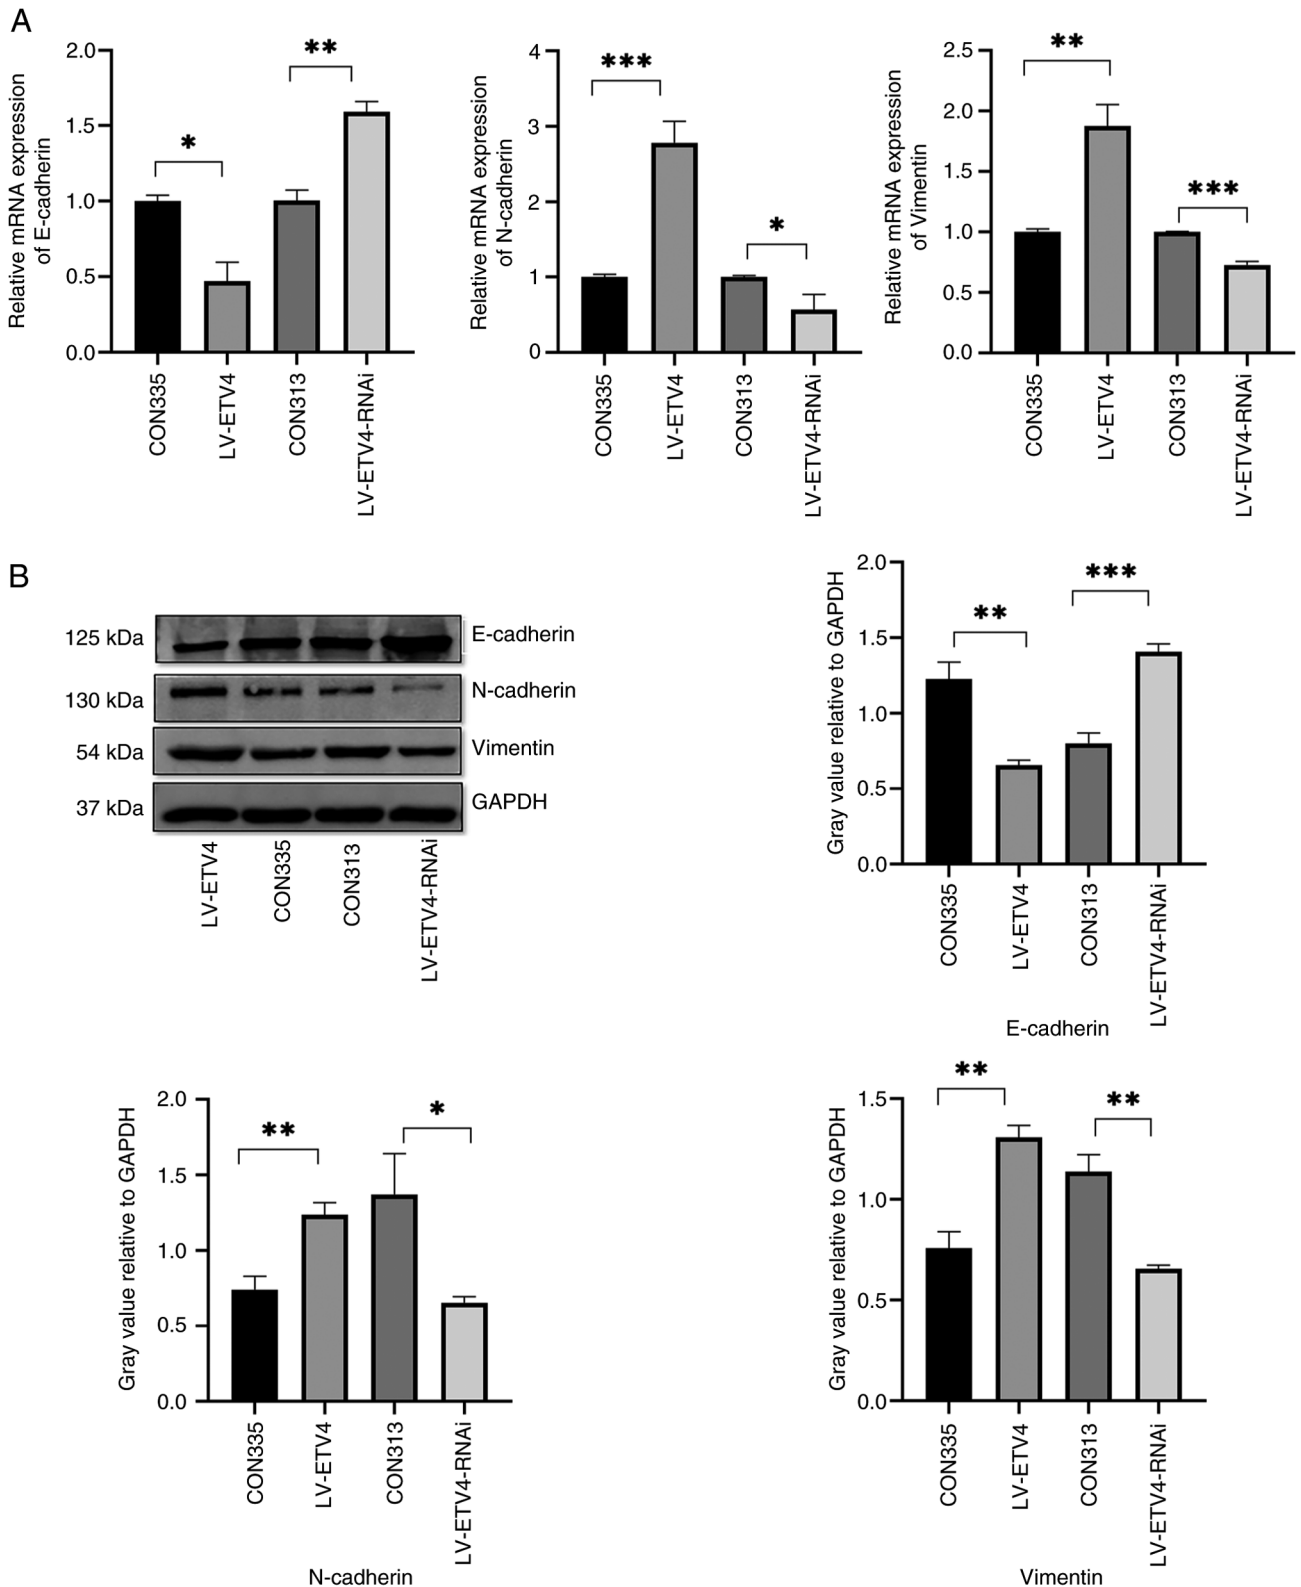 A
Relative mRNA expression
of E-cadherin
2.0
1.5
1.0
0.5
0.0
*
**
CON335
LV-ETV4
CON313
LV-ETV4-RNAi
Relative mRNA expression
of N-cadherin
4
3
2
1
0
***
*
CON335
LV-ETV4
CON313
LV-ETV4-RNAi
Relative mRNA expression
of Vimentin
2.5
2.0
1.5
1.0
0.5
0.0
**
***
CON335
LV-ETV4
CON313
LV-ETV4-RNAi
B
125 kDa
E-cadherin
130 kDa
N-cadherin
54 kDa
Vimentin
37 kDa
GAPDH
LV-ETV4
CON335
CON313
LV-ETV4-RNAi
Gray value relative to GAPDH
2.0
1.5
1.0
0.5
0.0
**
***
CON335
LV-ETV4
CON313
LV-ETV4-RNAi
E-cadherin
Gray value relative to GAPDH
2.0
1.5
1.0
0.5
0.0
**
*
CON335
LV-ETV4
CON313
LV-ETV4-RNAi
N-cadherin
Gray value relative to GAPDH
1.5
1.0
0.5
0.0
**
**
CON335
LV-ETV4
CON313
LV-ETV4-RNAi
Vimentin